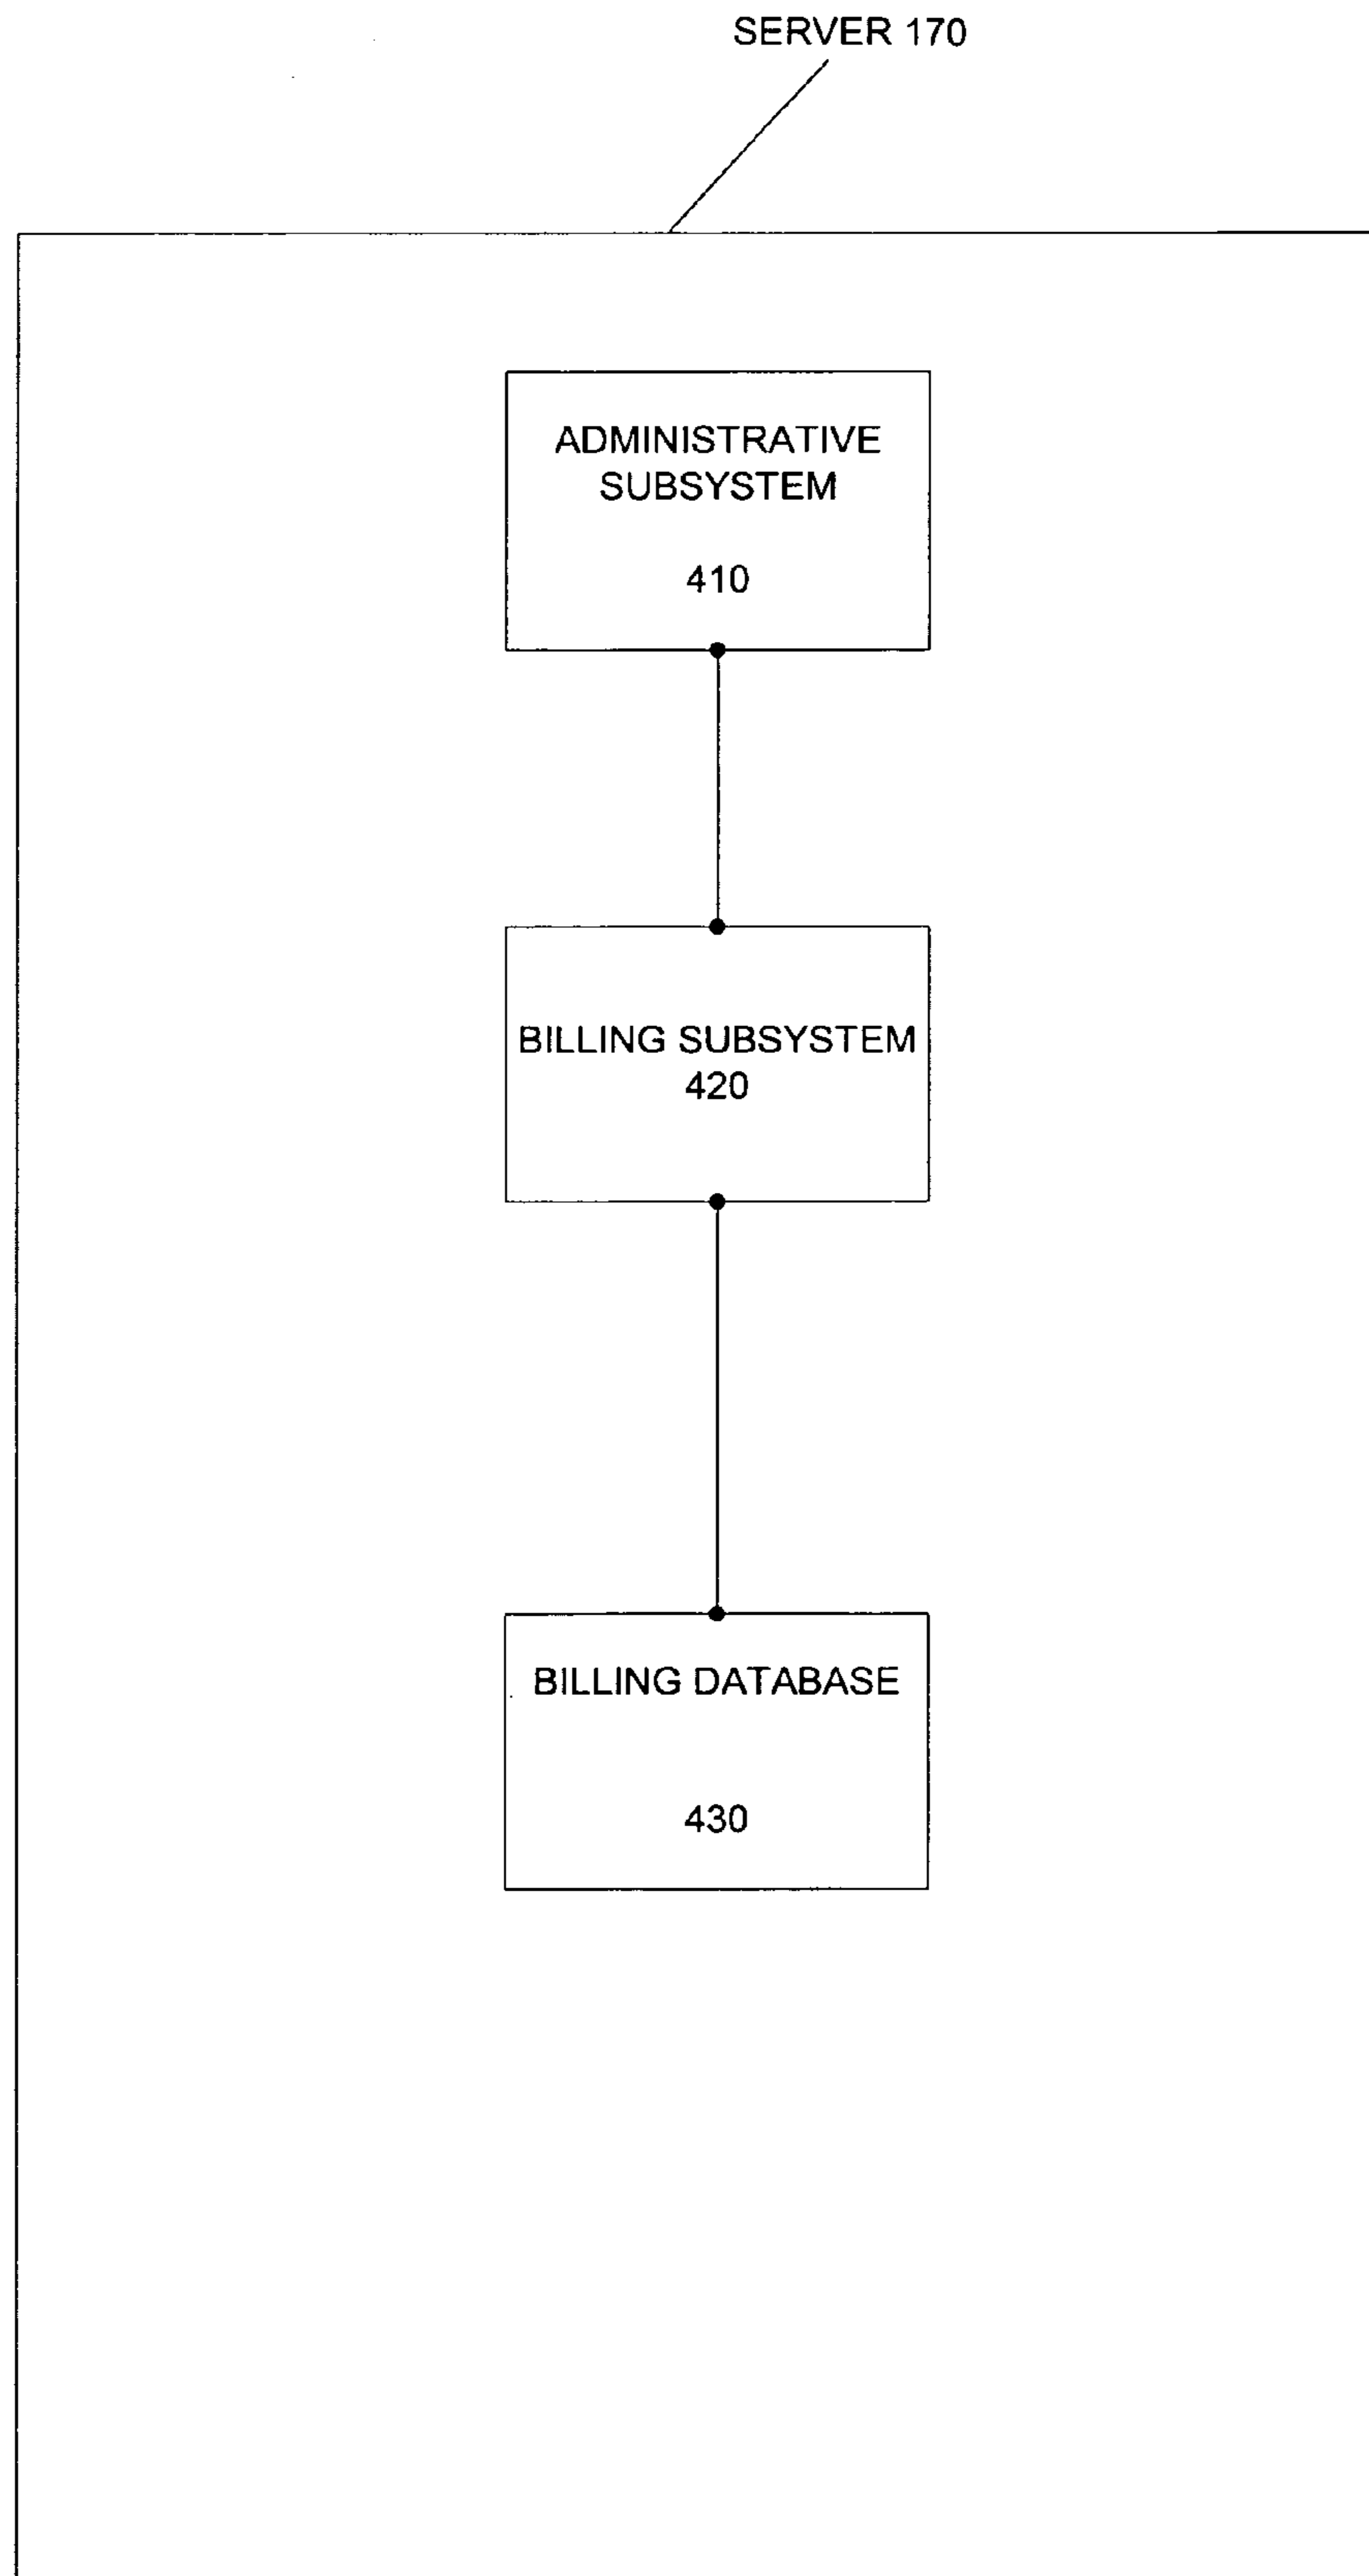 SERVER 170
ADMINISTRATIVE
SUBSYSTEM
410
BILLING SUBSYSTEM
420
BILLING DATABASE
430